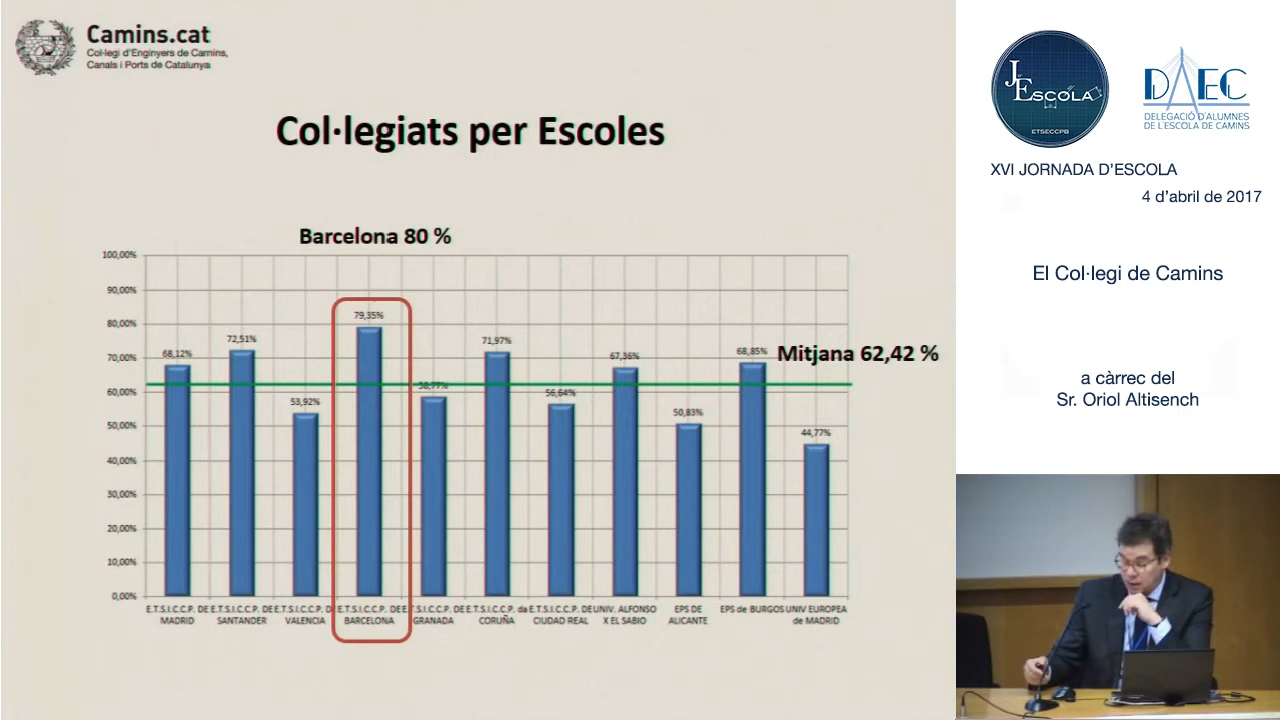 Camins.cat
Col·legi d'Enginyers de Camins,
Canals i Ports de Catalunya
Col·legiats per Escoles
Barcelona 80 %
100,00%
90,00%
80,00%
70,00%
60,00%
50,00%
40,00%
30,00%
20,00%
10,00%
0,00%
68,12%
72,51%
53,92%
79,35%
58,77%
71,97%
56,64%
67,36%
50,83%
68,85%
44,77%
Mitjana 62,42 %
E.T.S.I.C.C.P. DE
MADRID
E.T.S.I.C.C.P. DE
SANTANDER
E.T.S.I.C.C.P. D
VALENCIA
E.T.S.I.C.C.P. DE
BARCELONA
E.T.S.I.C.C.P. DE
GRANADA
E.T.S.I.C.C.P. da
CORUÑA
E.T.S.I.C.C.P. DE
CIUDAD REAL
UNIV. ALFONSO
X EL SABIO
EPS DE
ALICANTE
EPS de BURGOS
UNIV EUROPEA
de MADRID
J Escola
ETSECCPB
DAEC
DELEGACIÓ D'ALUMNES
DE L'ESCOLA DE CAMINS
XVI JORNADA D'ESCOLA
4 d'abril de 2017
El Col·legi de Camins
a càrrec del
Sr. Oriol Altisench